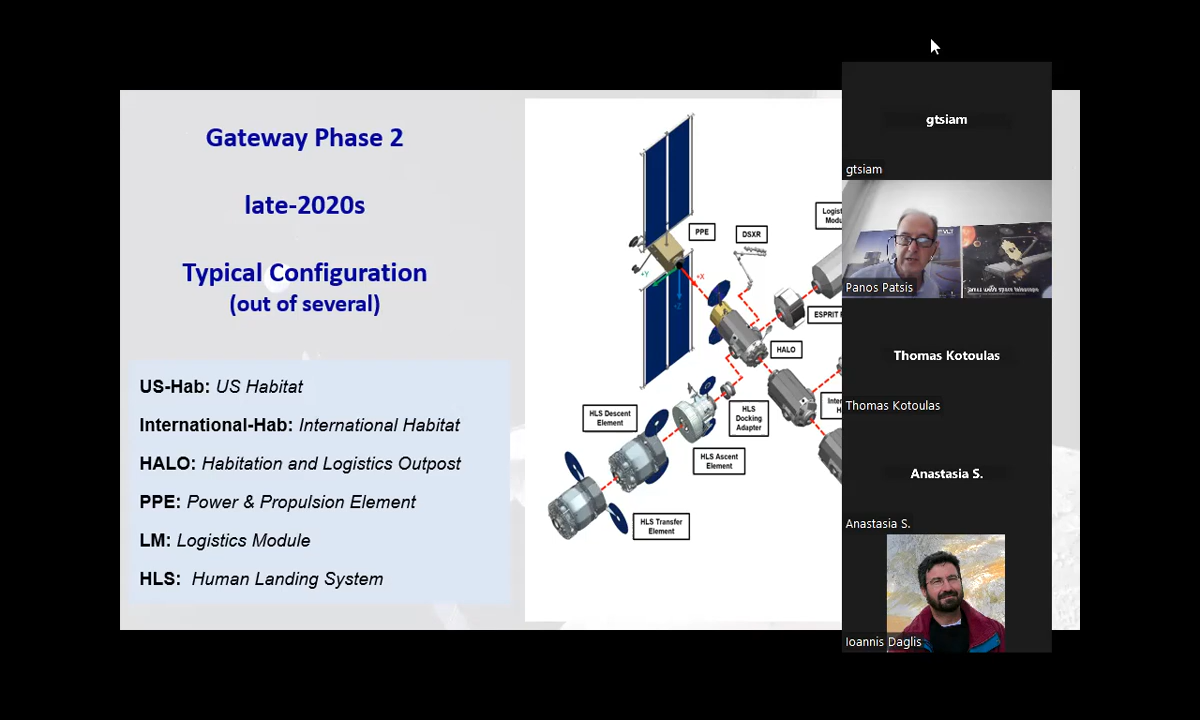 Gateway Phase 2
late-2020s
Typical Configuration
(out of several)
US-Hab: US Habitat
International-Hab: International Habitat
HALO: Habitation and Logistics Outpost
PPE: Power & Propulsion Element
LM: Logistics Module
HLS: Human Landing System
PPE
DSXR
+Y
+X
+Z
ESPRIT
HALO
HLS
Docking
Adapter
HLS Descent
Element
HLS Ascent
Element
HLS Transfer
Element
gtsiam
gtsiam
Panos Patsis
Thomas Kotoulas
Thomas Kotoulas
Anastasia S.
Anastasia S.
Ioannis Daglis